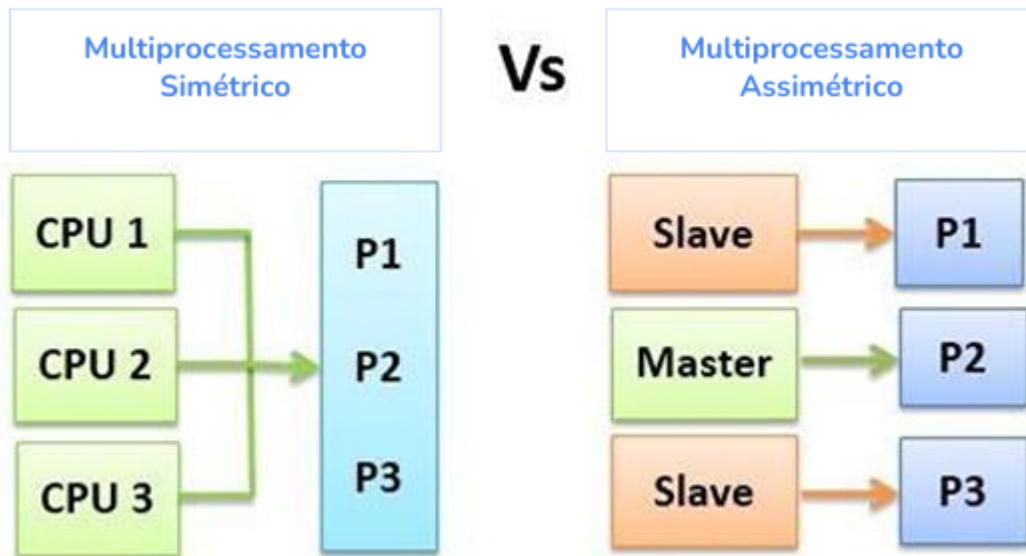 Multiprocessamento
Simétrico
Vs
Multiprocessamento
Assimétrico
CPU 1
CPU 2
CPU 3
P1
P2
P3
Slave
P1
Master
P2
Slave
P3